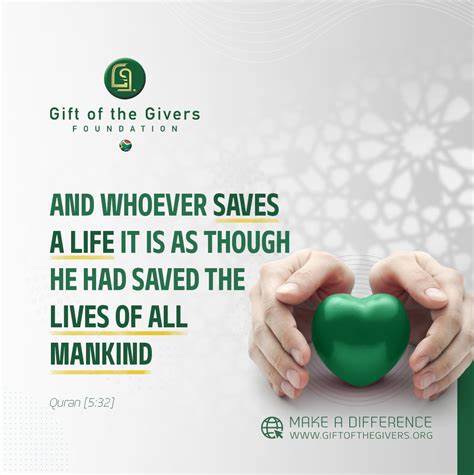 Gift of the Givers
FOUNDATION
AND WHOEVER SAVES
A LIFE IT IS AS THOUGH
HE HAD SAVED THE
LIVES OF ALL
MANKIND
Quran [5:32]
MAKE A DIFFERENCE
WWW.GIFTOFTHEGIVERS.ORG